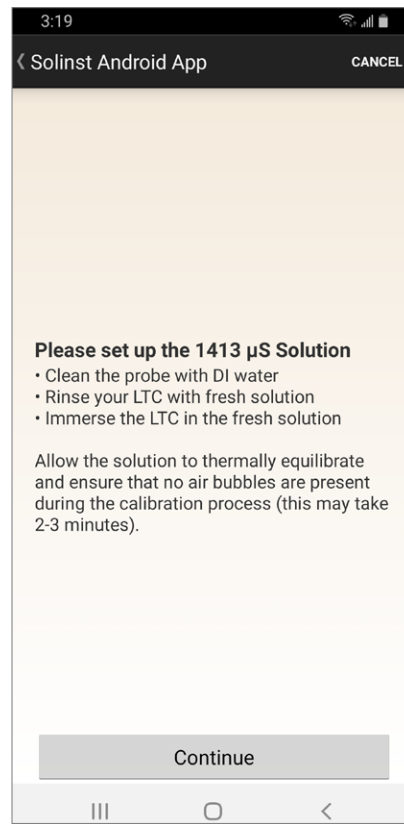 3:19
Solinst Android App
CANCEL
Please set up the 1413 µS Solution
• Clean the probe with DI water
• Rinse your LTC with fresh solution
• Immerse the LTC in the fresh solution
Allow the solution to thermally equilibrate
and ensure that no air bubbles are present
during the calibration process (this may take
2-3 minutes).
Continue